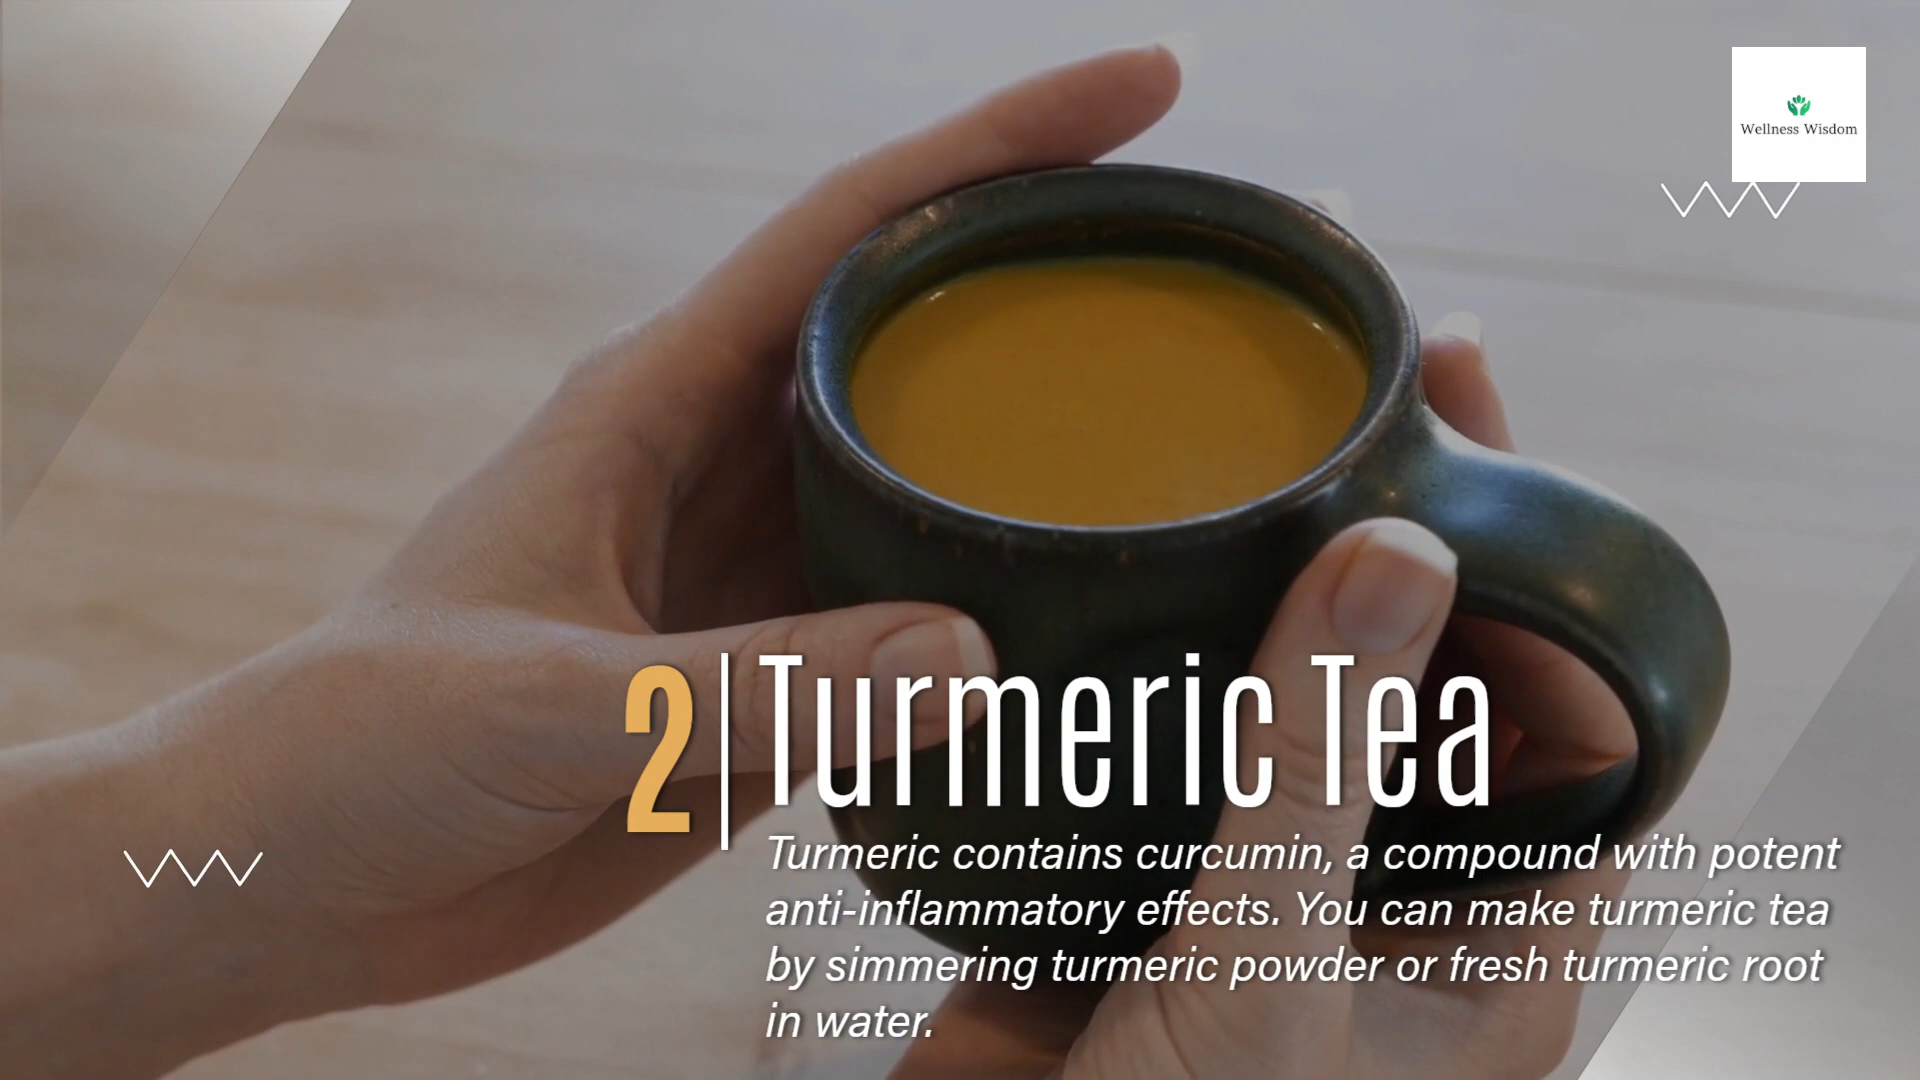 Wellness Wisdom
2
Turmeric Tea
Turmeric contains curcumin, a compound with potent
anti-inflammatory effects. You can make turmeric tea
by simmering turmeric powder or fresh turmeric root
in water.